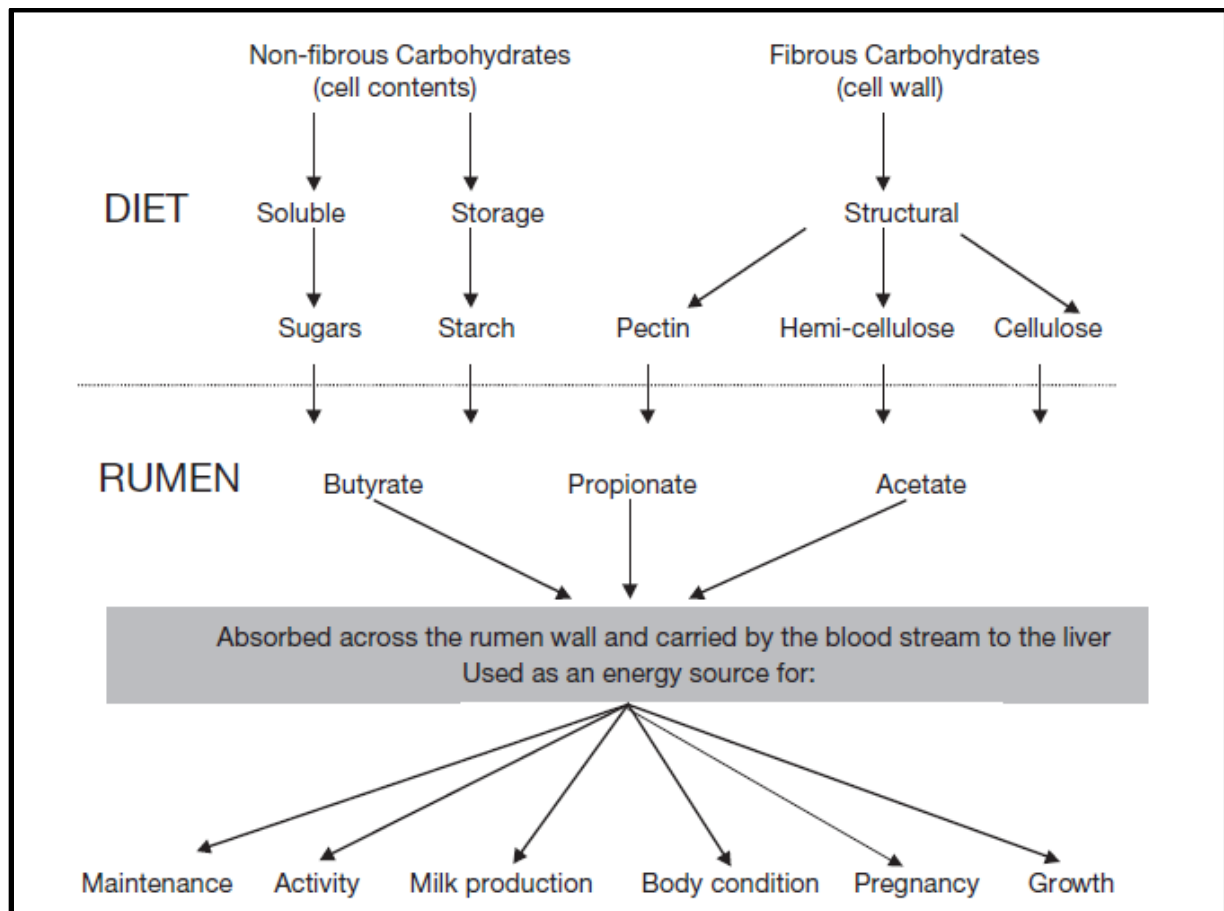 Non-fibrous Carbohydrates
(cell contents)
Fibrous Carbohydrates
(cell wall)
DIET
Soluble
Storage
Structural
Sugars
Starch
Pectin
Hemi-cellulose
Cellulose
RUMEN
Butyrate
Propionate
Acetate
Absorbed across the rumen wall and carried by the blood stream to the liver
Used as an energy source for:
Maintenance
Activity
Milk production
Body condition
Pregnancy
Growth